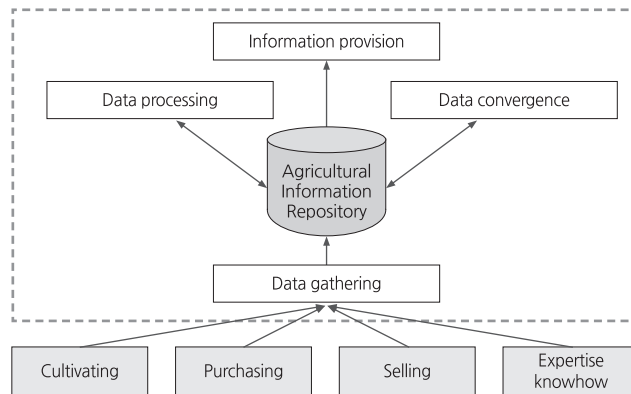 Information provision
Data processing
Data convergence
Agricultural
Information
Repository
Data gathering
Cultivating
Purchasing
Selling
Expertise
knowhow